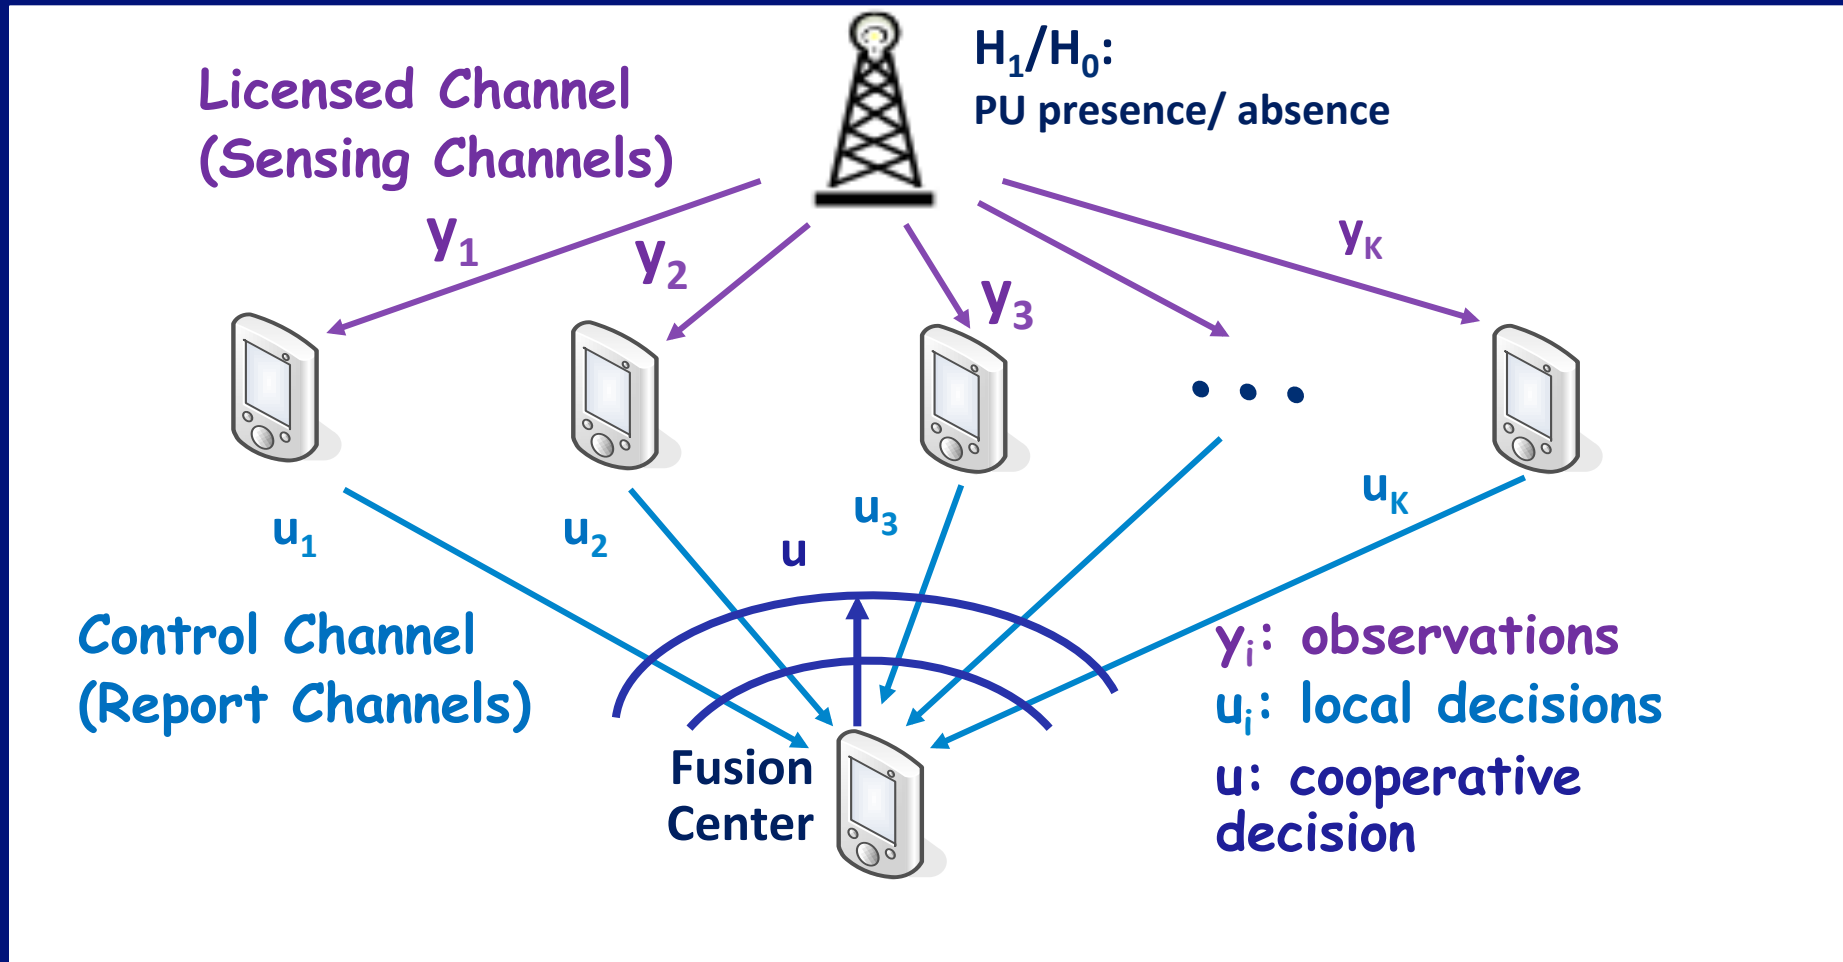 H₁/H₀:
PU presence/ absence
Licensed Channel
(Sensing Channels)
y₁
y₂
y₃
yK
• • •
u₁
u₂
u₃
uK
u
Control Channel
(Report Channels)
Fusion
Center
yᵢ: observations
uᵢ: local decisions
u: cooperative
decision